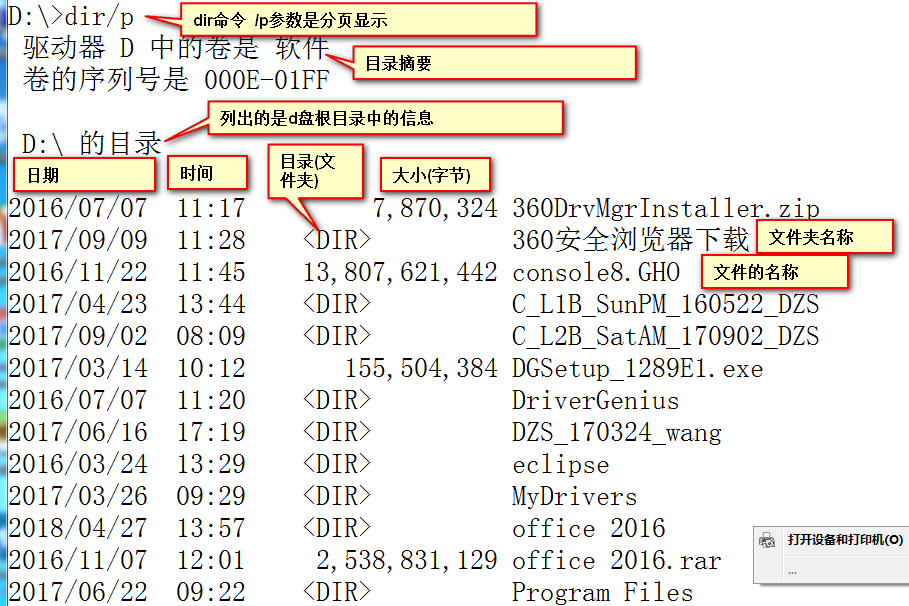 D:\>dir/p
dir命令 /p参数是分页显示
驱动器 D 中的卷是 软件
目录摘要
卷的序列号是 000E-01FF
列出的是d盘根目录中的信息
D:\ 的目录
日期 时间 目录(文件夹) 大小(字节)
2016/07/07 11:17 7,870,324 360DrvMgrInstaller.zip
2017/09/09 11:28 <DIR> 360安全浏览器下载 文件夹名称
2016/11/22 11:45 13,807,621,442 console8.GHO 文件的名称
2017/04/23 13:44 <DIR> C_L1B_SunPM_160522_DZS
2017/09/02 08:09 <DIR> C_L2B_SatAM_170902_DZS
2017/03/14 10:12 155,504,384 DGSetup_1289E1.exe
2016/07/07 11:20 <DIR> DriverGenius
2017/06/16 17:19 <DIR> DZS_170324_wang
2016/03/24 13:29 <DIR> eclipse
2017/03/26 09:29 <DIR> MyDrivers
2018/04/27 13:57 <DIR> office 2016
2016/11/07 12:01 2,538,831,129 office 2016.rar
2017/06/22 09:22 <DIR> Program Files
打开设备和打印机(O)
...